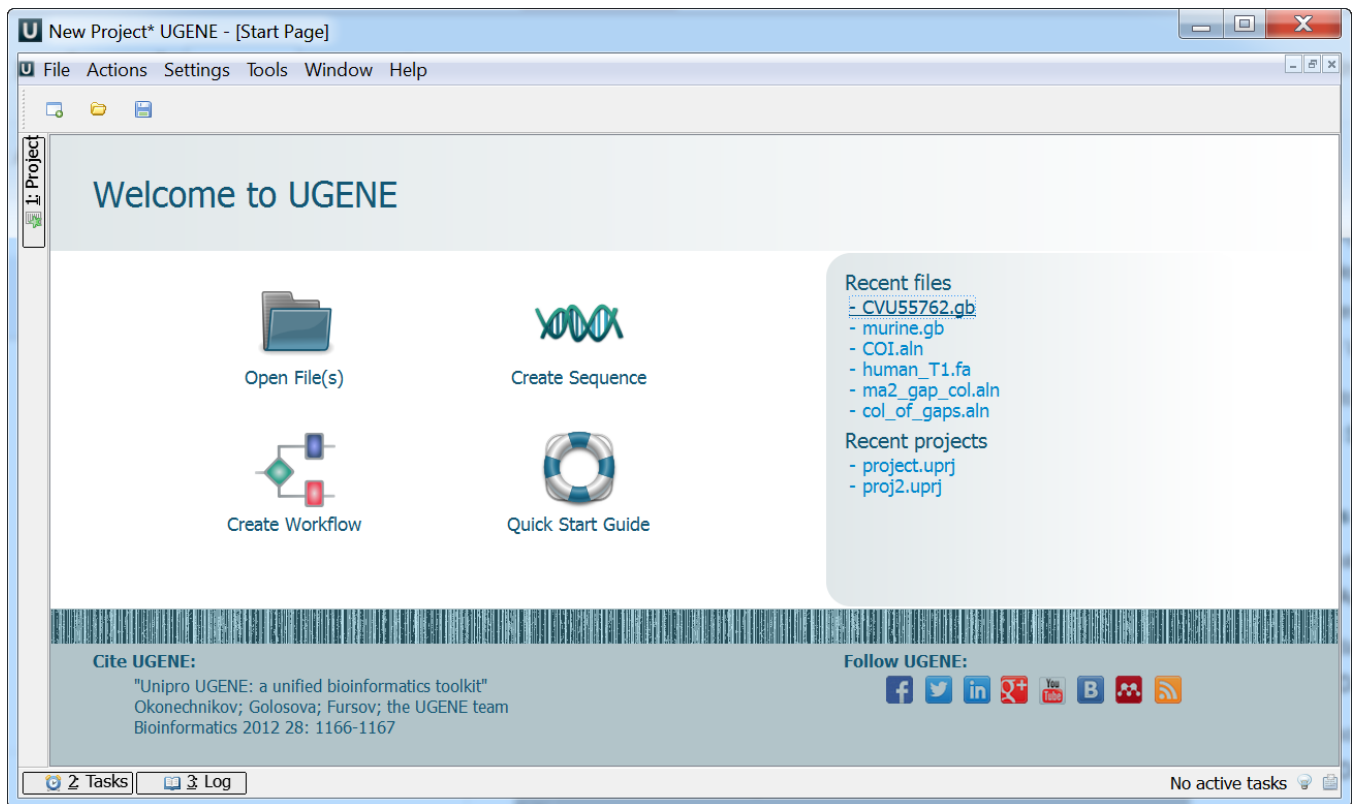 New Project* UGENE - [Start Page]
File Actions Settings Tools Window Help
1: Project
Welcome to UGENE
Open File(s)
Create Sequence
Create Workflow
Quick Start Guide
Recent files
- CVU55762.gb
- murine.gb
- COI.aln
- human_T1.fa
- ma2_gap_col.aln
- col_of_gaps.aln
Recent projects
- project.uprj
- proj2.uprj
Cite UGENE:
"Unipro UGENE: a unified bioinformatics toolkit"
Okonechnikov; Golosova; Fursov; the UGENE team
Bioinformatics 2012 28: 1166-1167
Follow UGENE:
You
Tube
2: Tasks 3: Log
No active tasks